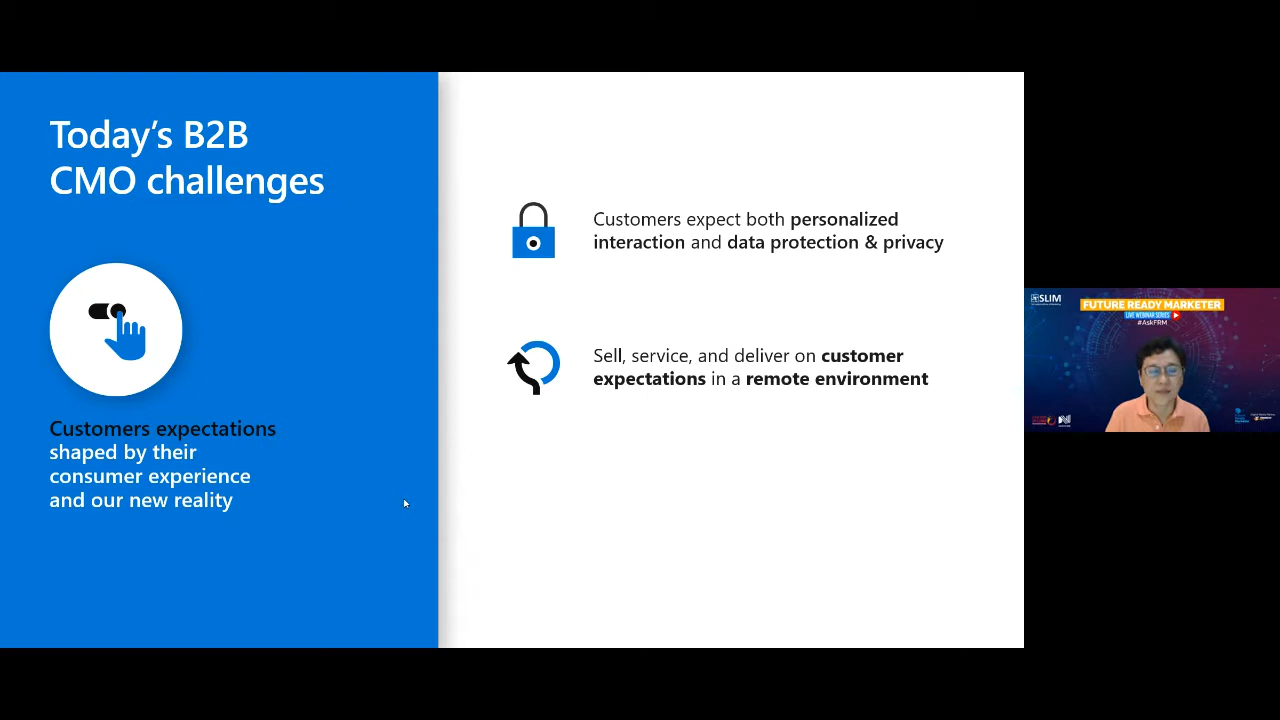 Today’s B2B
CMO challenges
Customers expectations
shaped by their
consumer experience
and our new reality
Customers expect both personalized
interaction and data protection & privacy
Sell, service, and deliver on customer
expectations in a remote environment
SLIM
FUTURE READY MARKETER
LIVE WEBINAR SERIES
#AskFRM